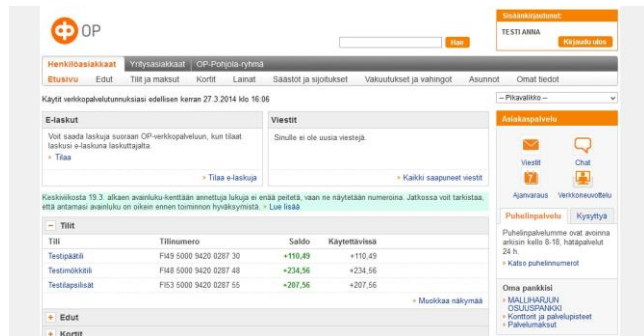 OP
Sisäänkirjautunut:
TESTI ANNA
Hae
Kirjaudu ulos
Henkilöasiakkaat Yritysasiakkaat OP-Pohjola-ryhmä
Etusivu Edut Tilit ja maksut Kortit Lainat Säästöt ja sijoitukset Vakuutukset ja vahingot Asunnot Omat tiedot
Käytit verkkopalvelutunnuksiasi edellisen kerran 27.3.2014 klo 16:06
-- Pikavalikko --
E-laskut
Voit saada laskuja suoraan OP-verkkopalveluun, kun tilaat
laskusi e-laskuna laskuttajalta.
Tilaa
Tilaa e-laskuja
Viestit
Sinulle ei ole uusia viestejä.
Kaikki saapuneet viestit
Asiakaspalvelu
Viestit Chat
7
Ajanvaraus Verkkoneuvottelu
Keskiviikosta 19.3. alkaen avainluku-kenttään annettuja lukuja ei enää peitetä, vaan ne näytetään numeroina. Jatkossa voit tarkistaa,
että antamasi avainluku on oikein ennen toiminnon hyväksymistä. Lue lisää
Tilit
Tili Tilinumero Saldo Käytettävissä
Testipäätili FI49 5000 9420 0287 30 +110,49 +110,49
Testimökkitili FI48 5000 9420 0287 48 +234,56 +234,56
Testilapsilisät FI53 5000 9420 0287 55 +207,56 +207,56
Muokkaa näkymää
Edut
Kortit
Puhelinpalvelu Kysyttyä
Puhelinpalvelumme ovat avoinna
arkisin kello 8-18, hätäpalvelut
24 h.
Katso puhelinnumerot
Oma pankkisi
MALLIHARJUN
OSUUSPANKKI
Konttorit ja palvelupisteet
Palvelumaksut